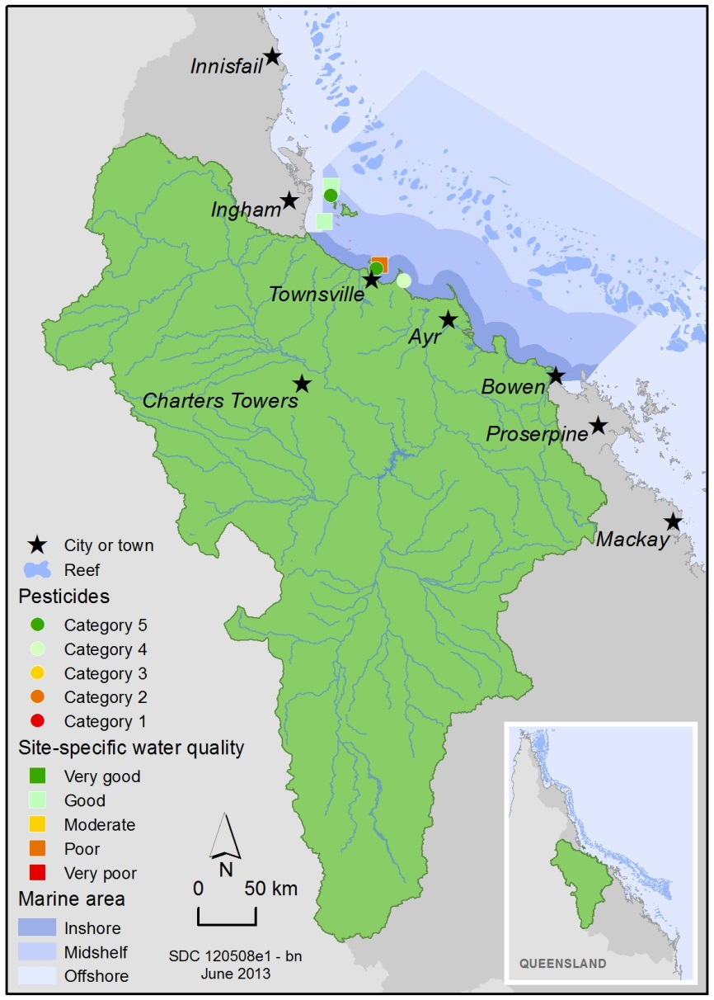 Innisfail
Ingham
Townsville
Ayr
Charters Towers
Bowen
Proserpine
Mackay
City or town
Reef
Pesticides
Category 5
Category 4
Category 3
Category 2
Category 1
Site-specific water quality
Very good
Good
Moderate
Poor
Very poor
Marine area
Inshore
Midshelf
Offshore
N
0 50 km
SDC 120508e1 - bn
June 2013
QUEENSLAND